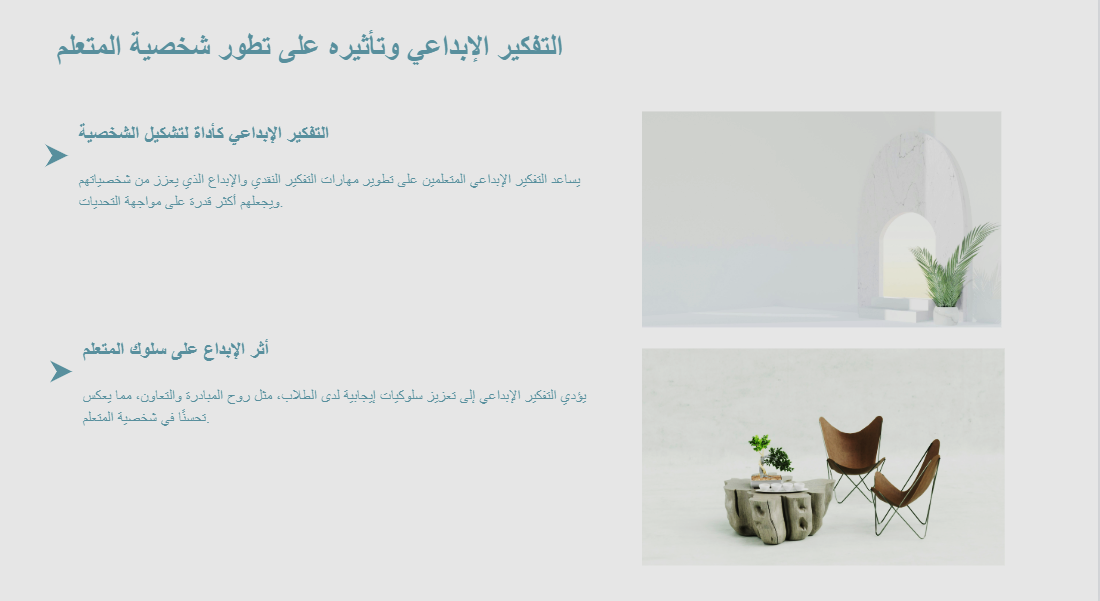 التفكير الإبداعي وتأثيره على تطور شخصية المتعلم
التفكير الإبداعي كأداة لتشكيل الشخصية
يساعد التفكير الإبداعي المتعلمين على تطوير مهارات التفكير النقدي والإبداع الذي يعزز من شخصياتهم
ويجعلهم أكثر قدرة على مواجهة التحديات.
أثر الإبداع على سلوك المتعلم
يؤدي التفكير الإبداعي إلى تعزيز سلوكيات إيجابية لدى الطلاب، مثل روح المبادرة والتعاون، مما يعكس
تحسنًا في شخصية المتعلم.